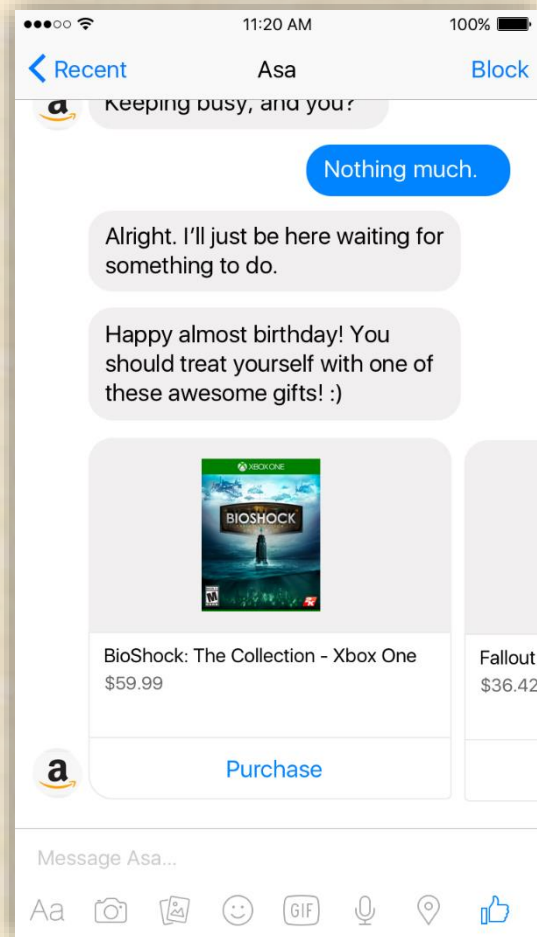 11:20 AM
100%
Recent
Asa
Block
a
Keeping busy, and you?
Nothing much.
Alright. I'll just be here waiting for
something to do.
Happy almost birthday! You
should treat yourself with one of
these awesome gifts! :)
XBOX ONE
BIOSHOCK
M
2K
BioShock: The Collection - Xbox One
$59.99
Fallout
$36.42
a
Purchase
Message Asa...
Aa
GIF